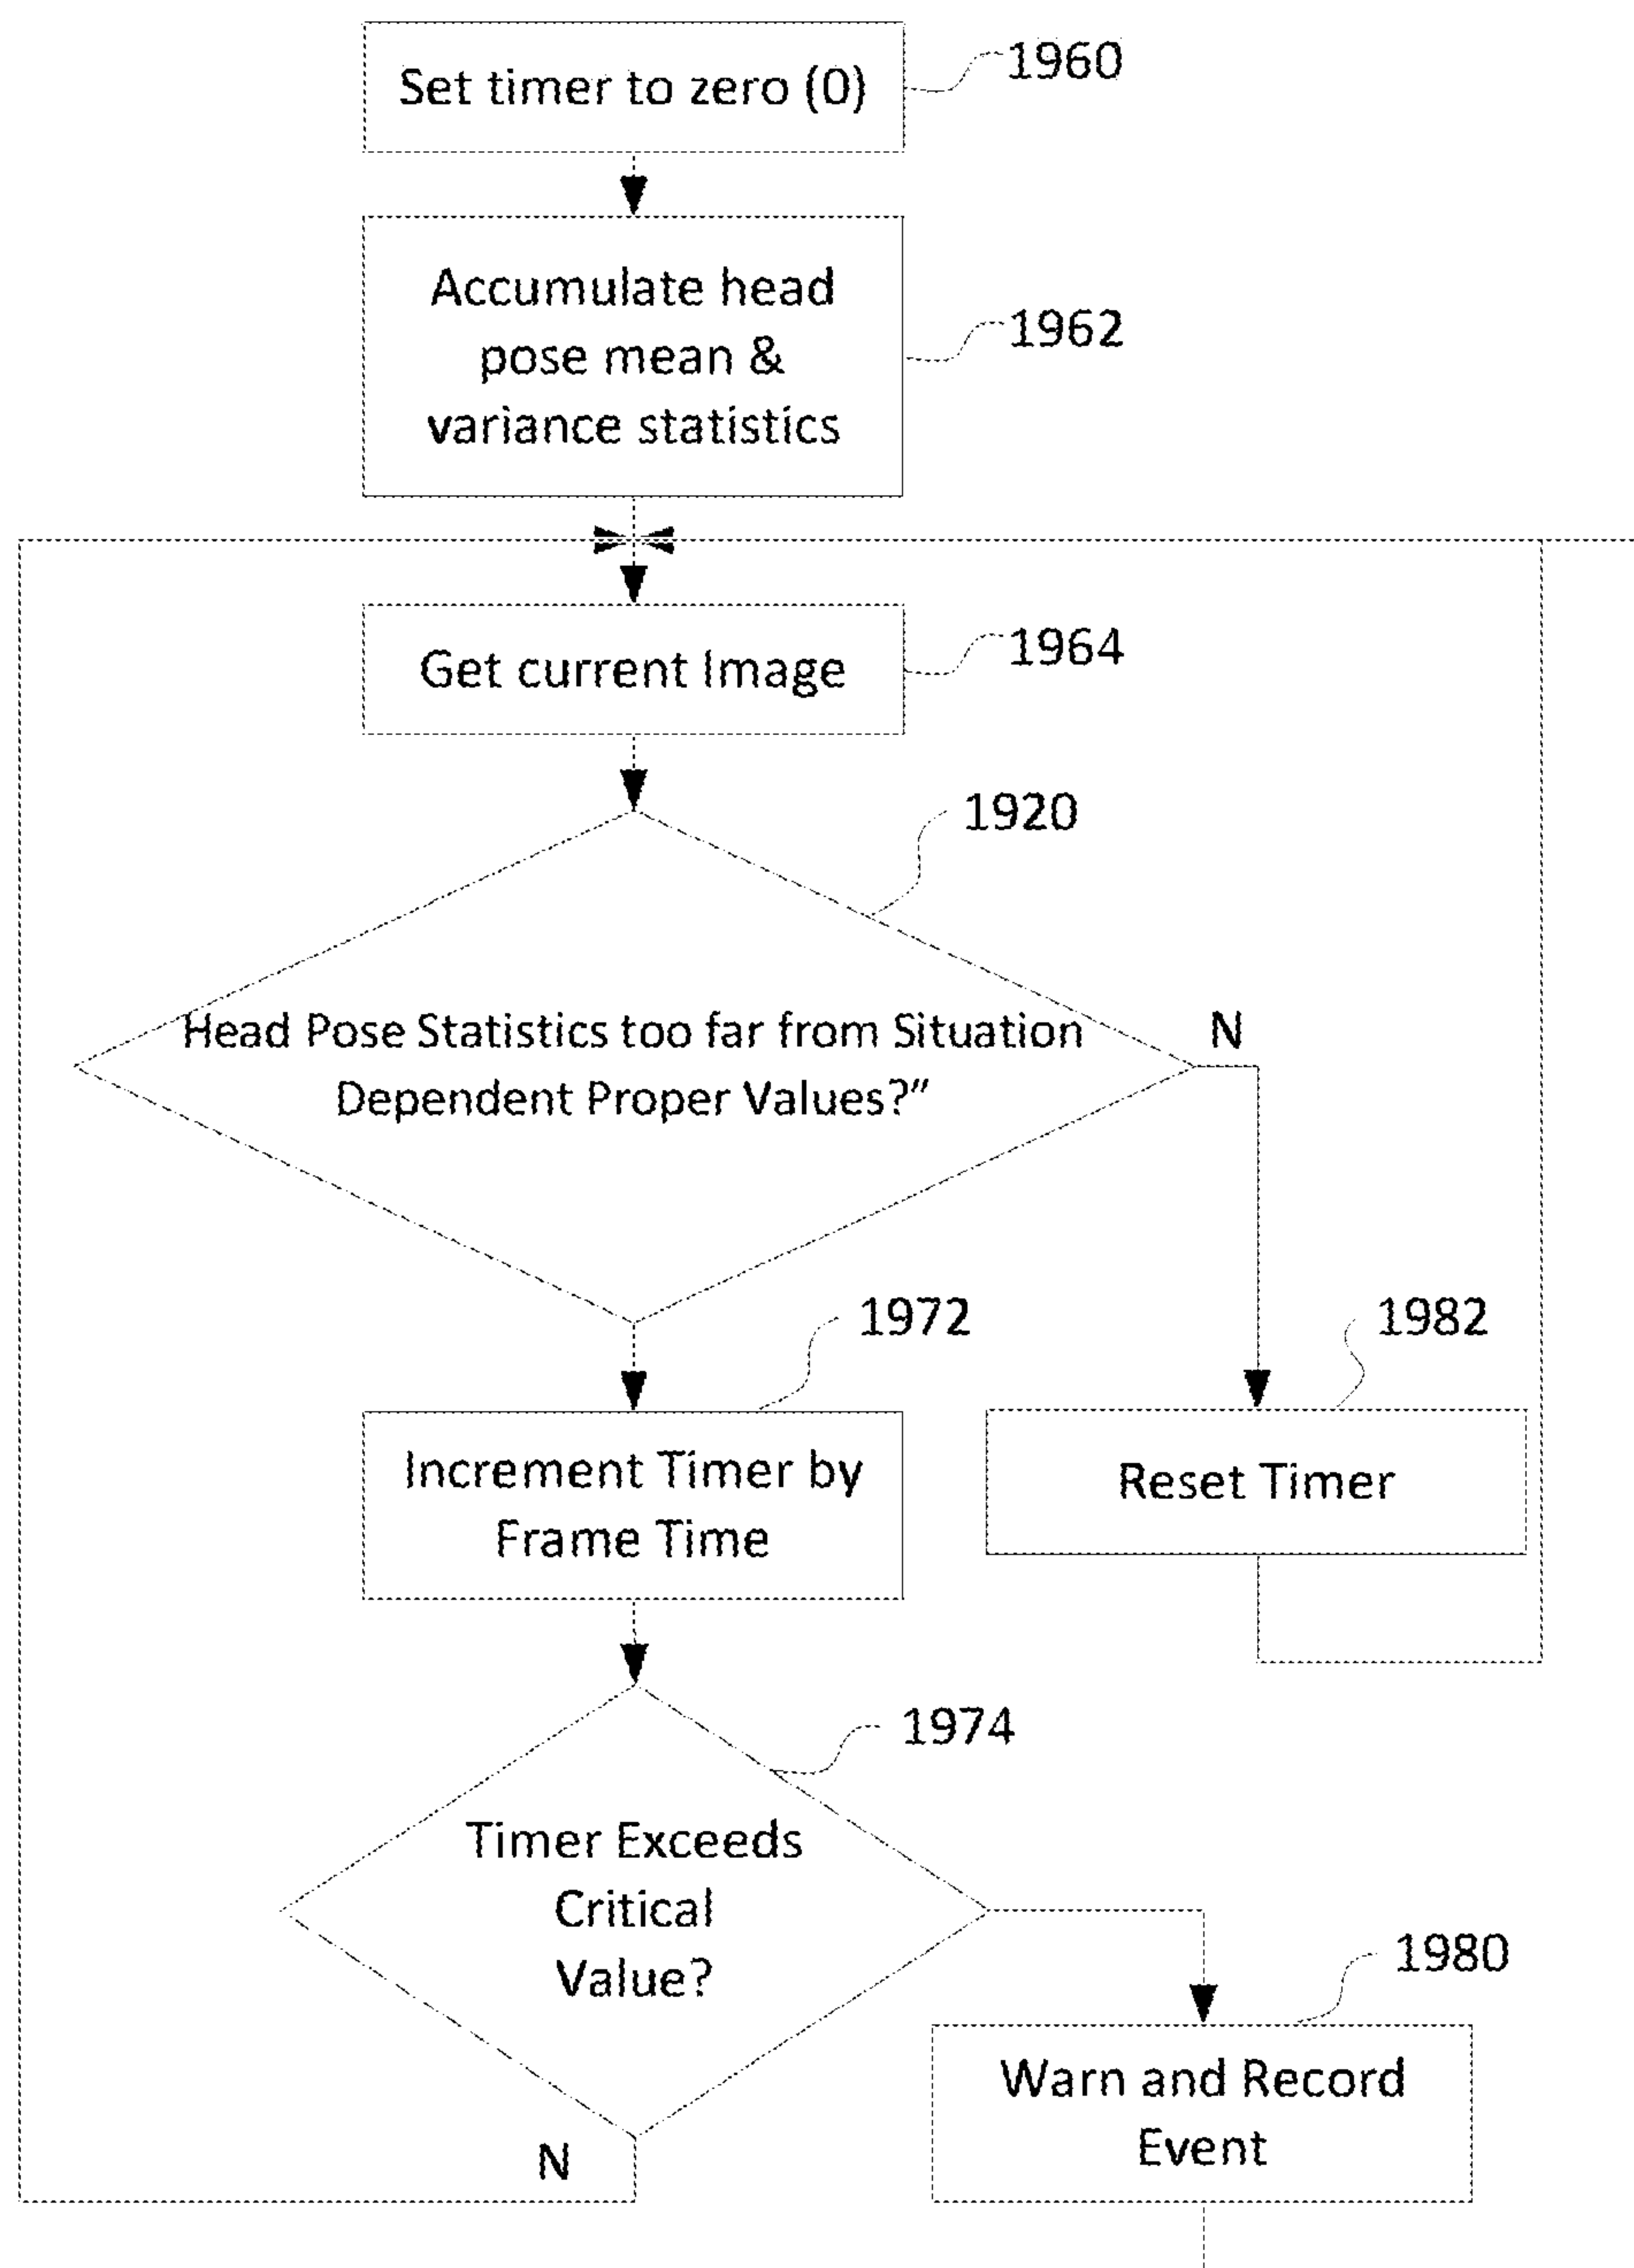 Set timer to zero (0)
1960
Accumulate head
pose mean &
variance statistics
1962
Get current Image
1964
1920
Head Pose Statistics too far from Situation
Dependent Proper Values?”
N
1972
1982
Increment Timer by
Frame Time
Reset Timer
1974
Timer Exceeds
Critical
Value?
1980
Warn and Record
Event
N